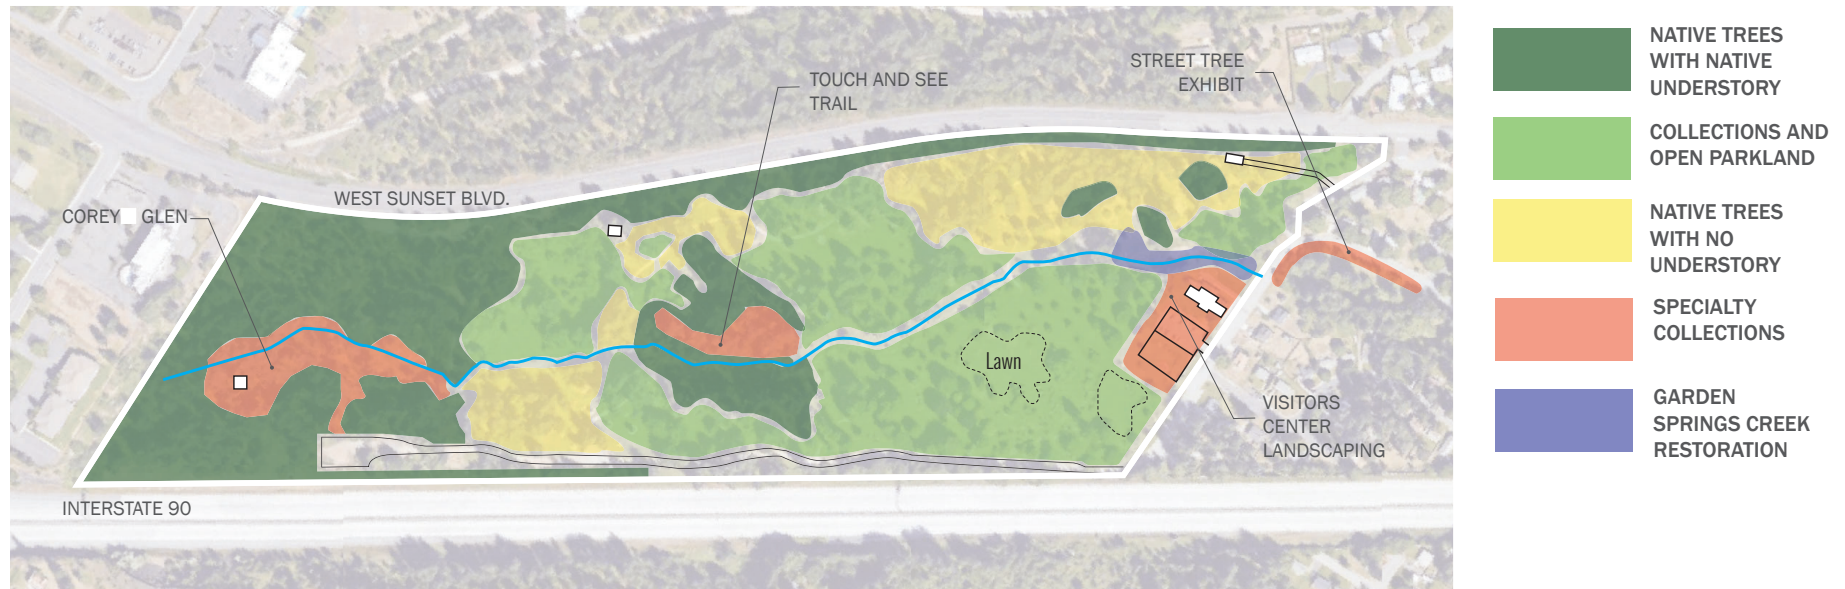 TOUCH AND SEE
TRAIL
STREET TREE
EXHIBIT
WEST SUNSET BLVD.
COREY GLEN
Lawn
VISITORS
CENTER
LANDSCAPING
INTERSTATE 90
NATIVE TREES
WITH NATIVE
UNDERSTORY
COLLECTIONS AND
OPEN PARKLAND
NATIVE TREES
WITH NO
UNDERSTORY
SPECIALTY
COLLECTIONS
GARDEN
SPRINGS CREEK
RESTORATION